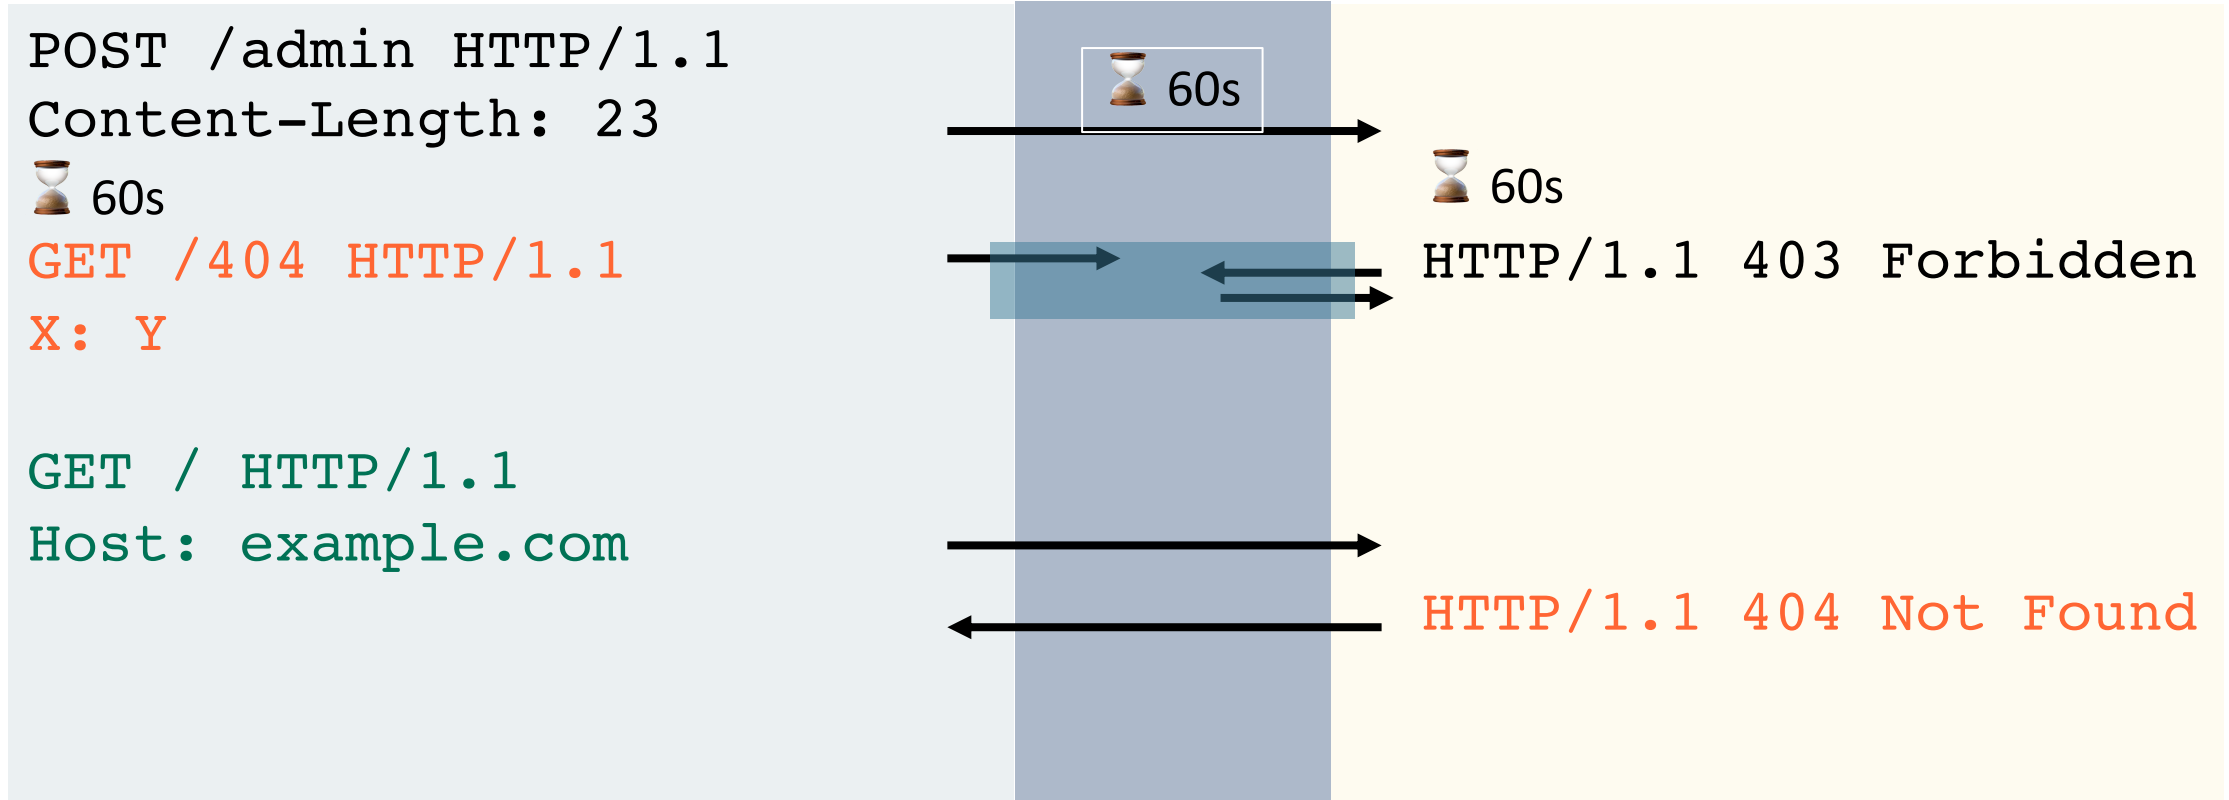 POST /admin HTTP/1.1
Content-Length: 23
⌛ 60s
GET /404 HTTP/1.1
X: Y
GET / HTTP/1.1
Host: example.com
⌛ 60s
⌛ 60s
HTTP/1.1 403 Forbidden
HTTP/1.1 404 Not Found